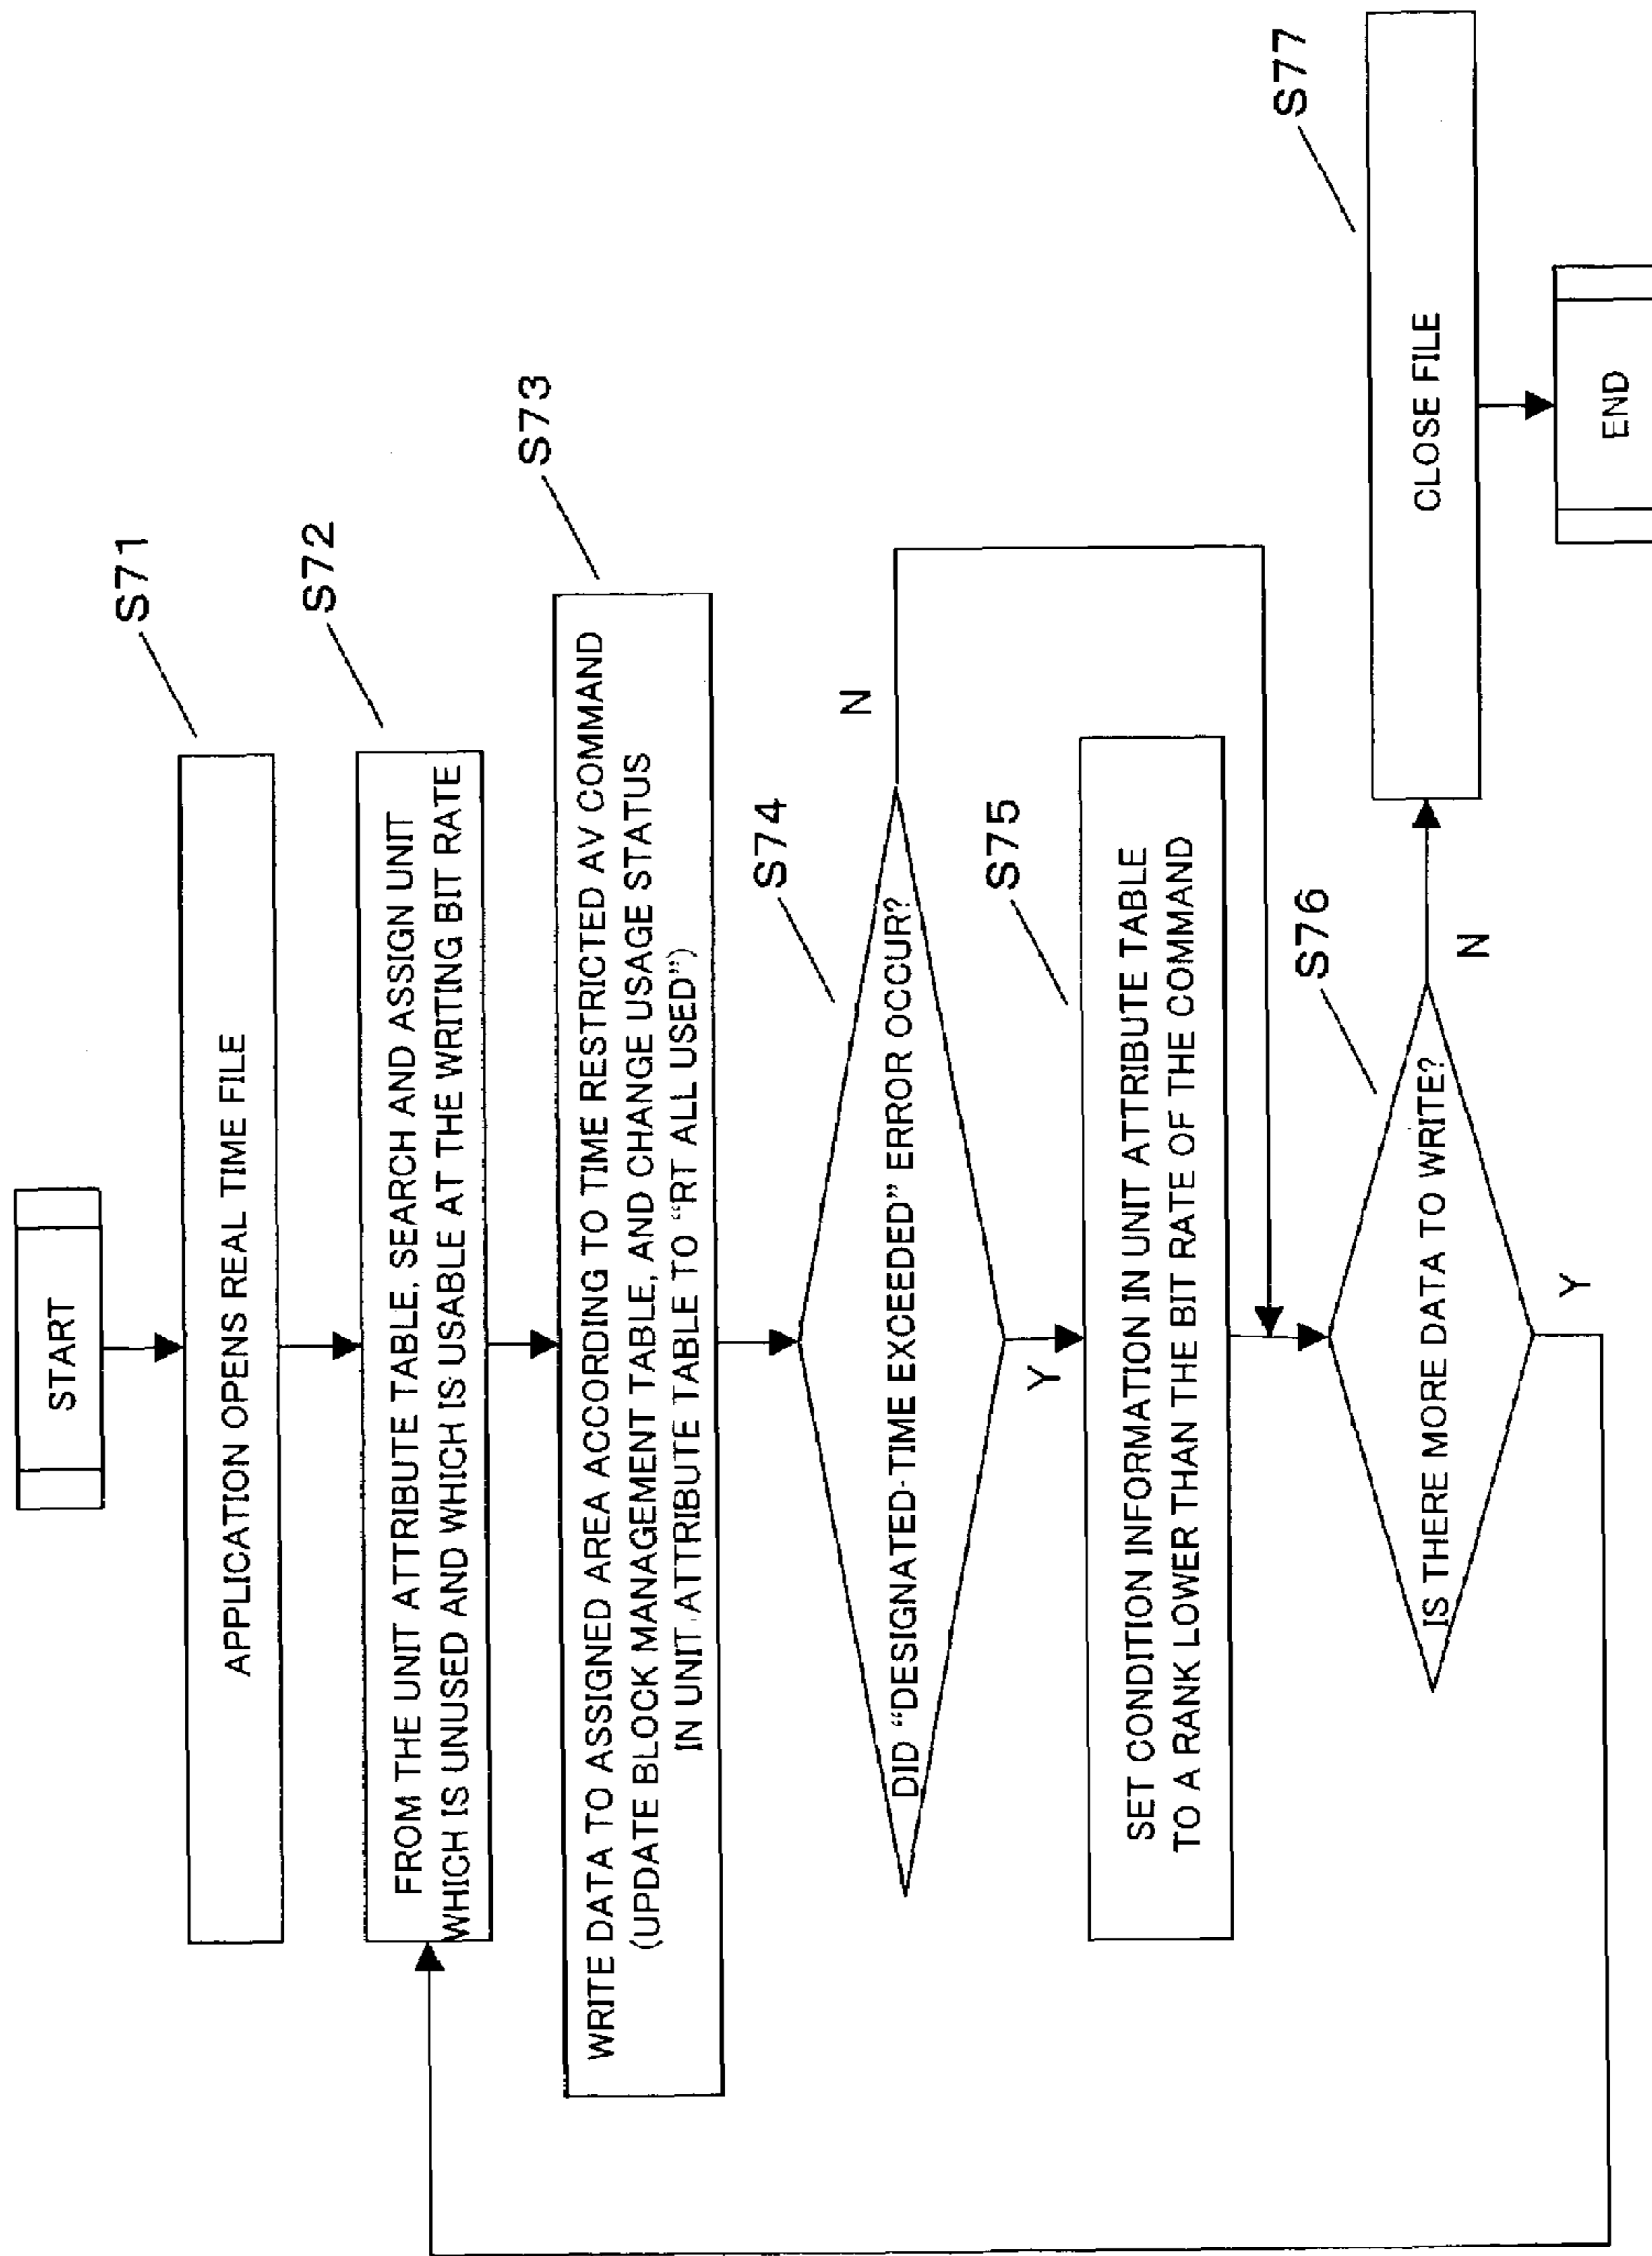 START
S71
APPLICATION OPENS REAL TIME FILE
S72
FROM THE UNIT ATTRIBUTE TABLE, SEARCH AND ASSIGN UNIT
WHICH IS UNUSED AND WHICH IS USABLE AT THE WRITING BIT RATE
S73
WRITE DATA TO ASSIGNED AREA ACCORDING TO TIME RESTRICTED AV COMMAND
(UPDATE BLOCK MANAGEMENT TABLE, AND CHANGE USAGE STATUS
IN UNIT ATTRIBUTE TABLE TO “RT ALL USED”)
S74
DID “DESIGNATED-TIME EXCEEDED” ERROR OCCUR?
N
Y
S75
SET CONDITION INFORMATION IN UNIT ATTRIBUTE TABLE
TO A RANK LOWER THAN THE BIT RATE OF THE COMMAND
S76
IS THERE MORE DATA TO WRITE?
N
Y
S77
CLOSE FILE
END